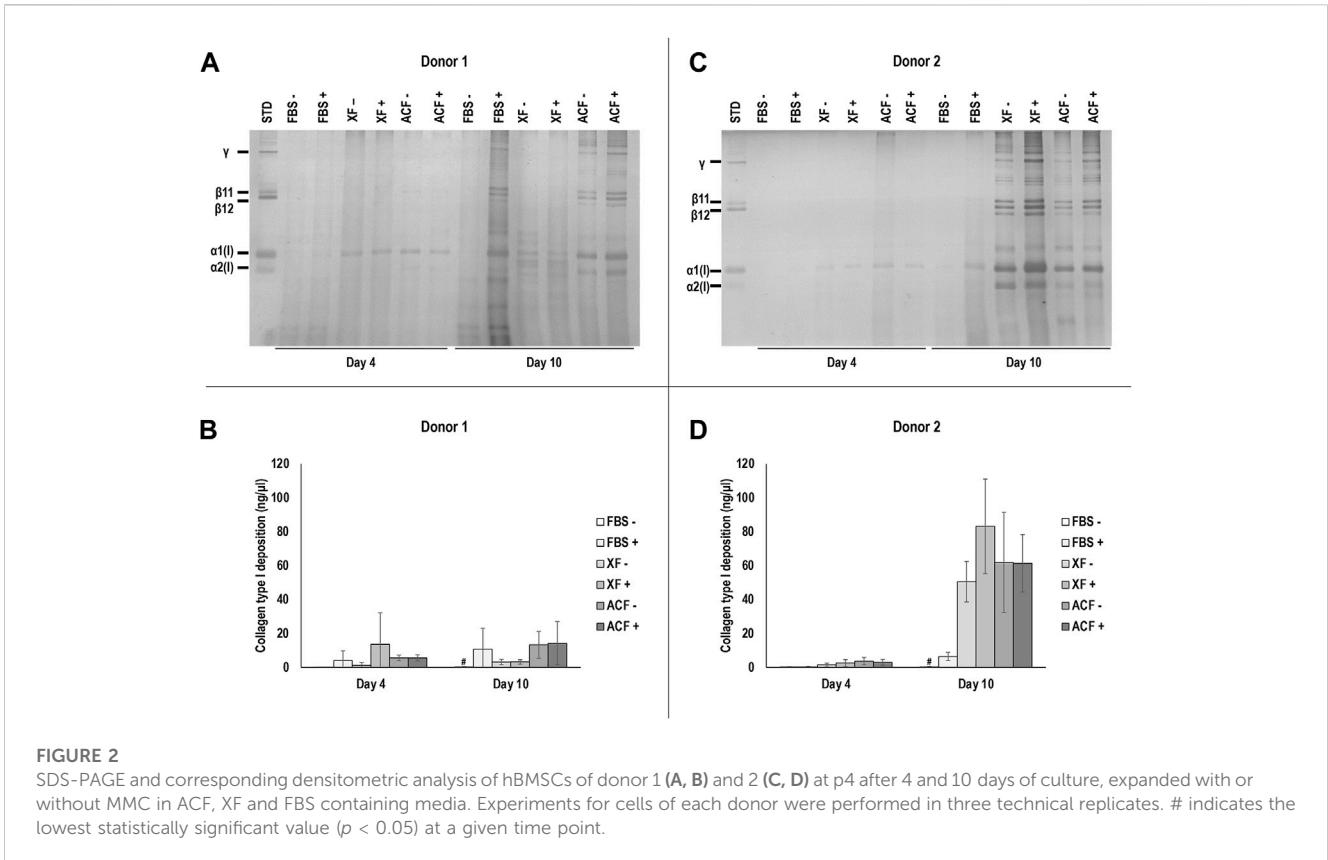 A
Donor 1
STD
FBS -
FBS +
XF –
XF +
ACF -
ACF +
FBS -
FBS +
XF -
XF +
ACF -
ACF +
γ
β11
β12
α1(I)
α2(I)
Day 4
Day 10
C
Donor 2
STD
FBS -
FBS +
XF -
XF +
ACF -
ACF +
FBS -
FBS +
XF -
XF +
ACF -
ACF +
γ
β11
β12
α1(I)
α2(I)
Day 4
Day 10
B
Donor 1
Collagen type I deposition (ng/µl)
120
100
80
60
40
20
0
#
Day 4
Day 10
FBS -
FBS +
XF -
XF +
ACF -
ACF +
D
Donor 2
Collagen type I deposition (ng/µl)
120
100
80
60
40
20
0
#
Day 4
Day 10
FBS -
FBS +
XF -
XF +
ACF -
ACF +
FIGURE 2
SDS-PAGE and corresponding densitometric analysis of hBMSCs of donor 1 (A, B) and 2 (C, D) at p4 after 4 and 10 days of culture, expanded with or
without MMC in ACF, XF and FBS containing media. Experiments for cells of each donor were performed in three technical replicates. # indicates the
lowest statistically significant value (p < 0.05) at a given time point.